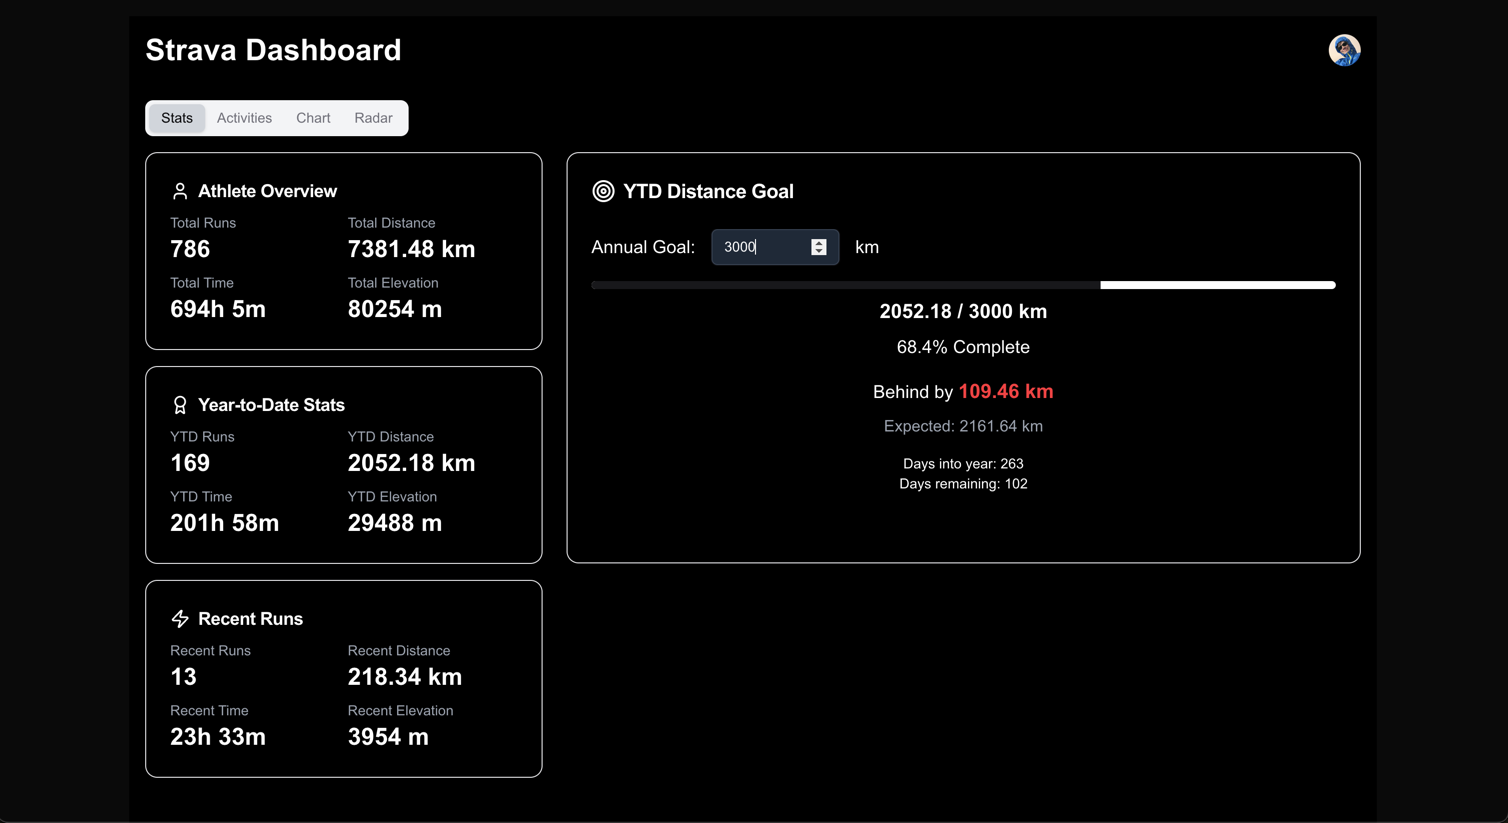 Strava Dashboard
Stats Activities Chart Radar
Athlete Overview
Total Runs Total Distance
786 7381.48 km
Total Time Total Elevation
694h 5m 80254 m
Year-to-Date Stats
YTD Runs YTD Distance
169 2052.18 km
YTD Time YTD Elevation
201h 58m 29488 m
Recent Runs
Recent Runs Recent Distance
13 218.34 km
Recent Time Recent Elevation
23h 33m 3954 m
YTD Distance Goal
Annual Goal: 3000 km
2052.18 / 3000 km
68.4% Complete
Behind by 109.46 km
Expected: 2161.64 km
Days into year: 263
Days remaining: 102